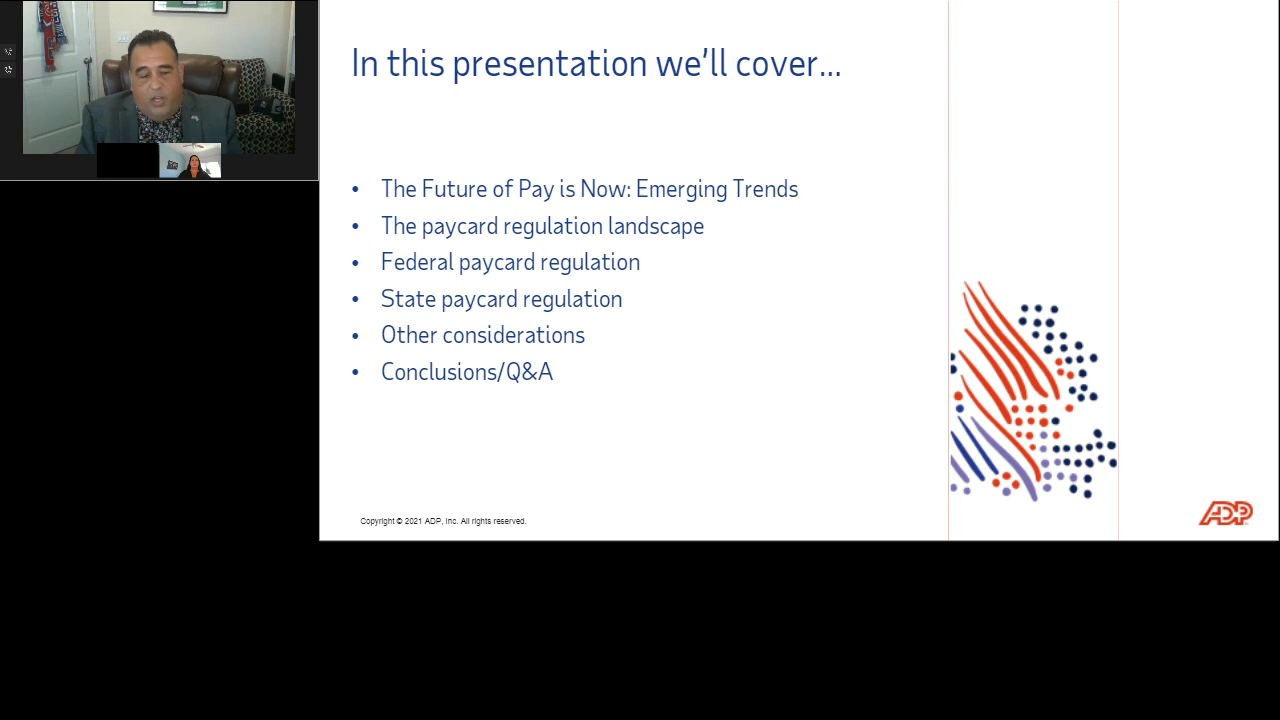 In this presentation we'll cover...
• The Future of Pay is Now: Emerging Trends
• The paycard regulation landscape
• Federal paycard regulation
• State paycard regulation
• Other considerations
• Conclusions/Q&A
Copyright © 2021 ADP, Inc. All rights reserved.
ADP